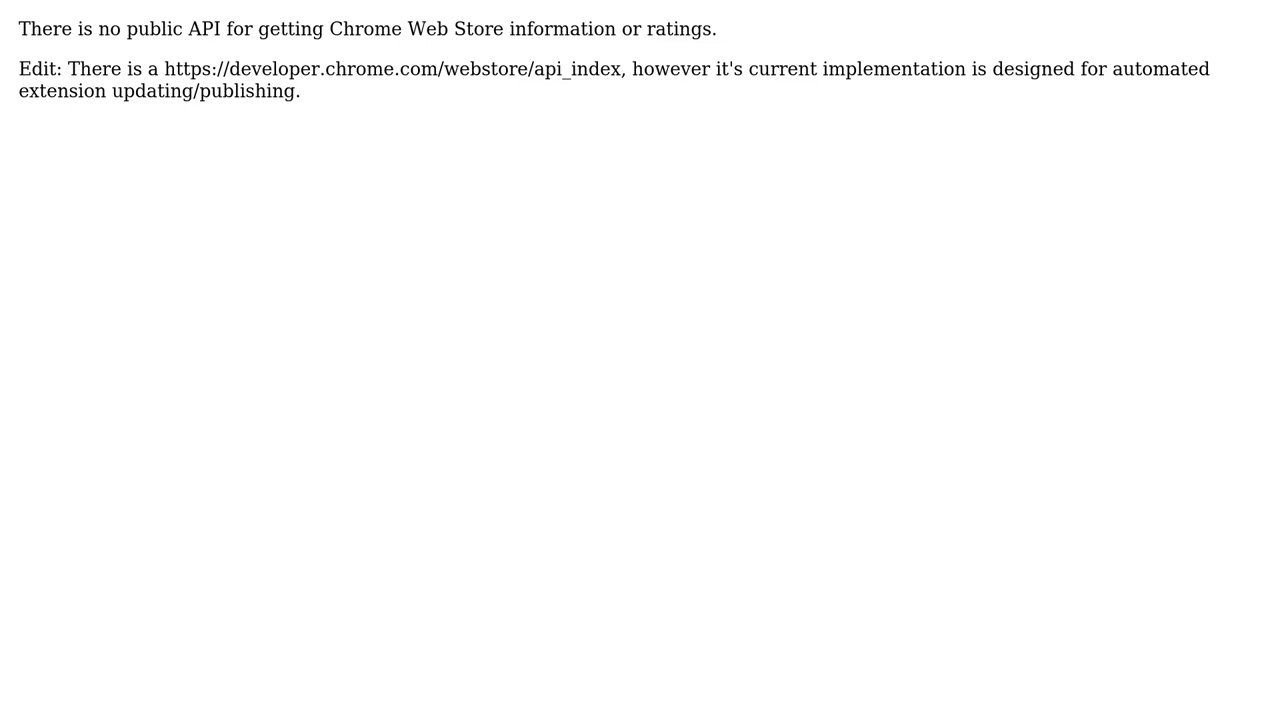 There is no public API for getting Chrome Web Store information or ratings.
Edit: There is a https://developer.chrome.com/webstore/api_index, however it's current implementation is designed for automated
extension updating/publishing.